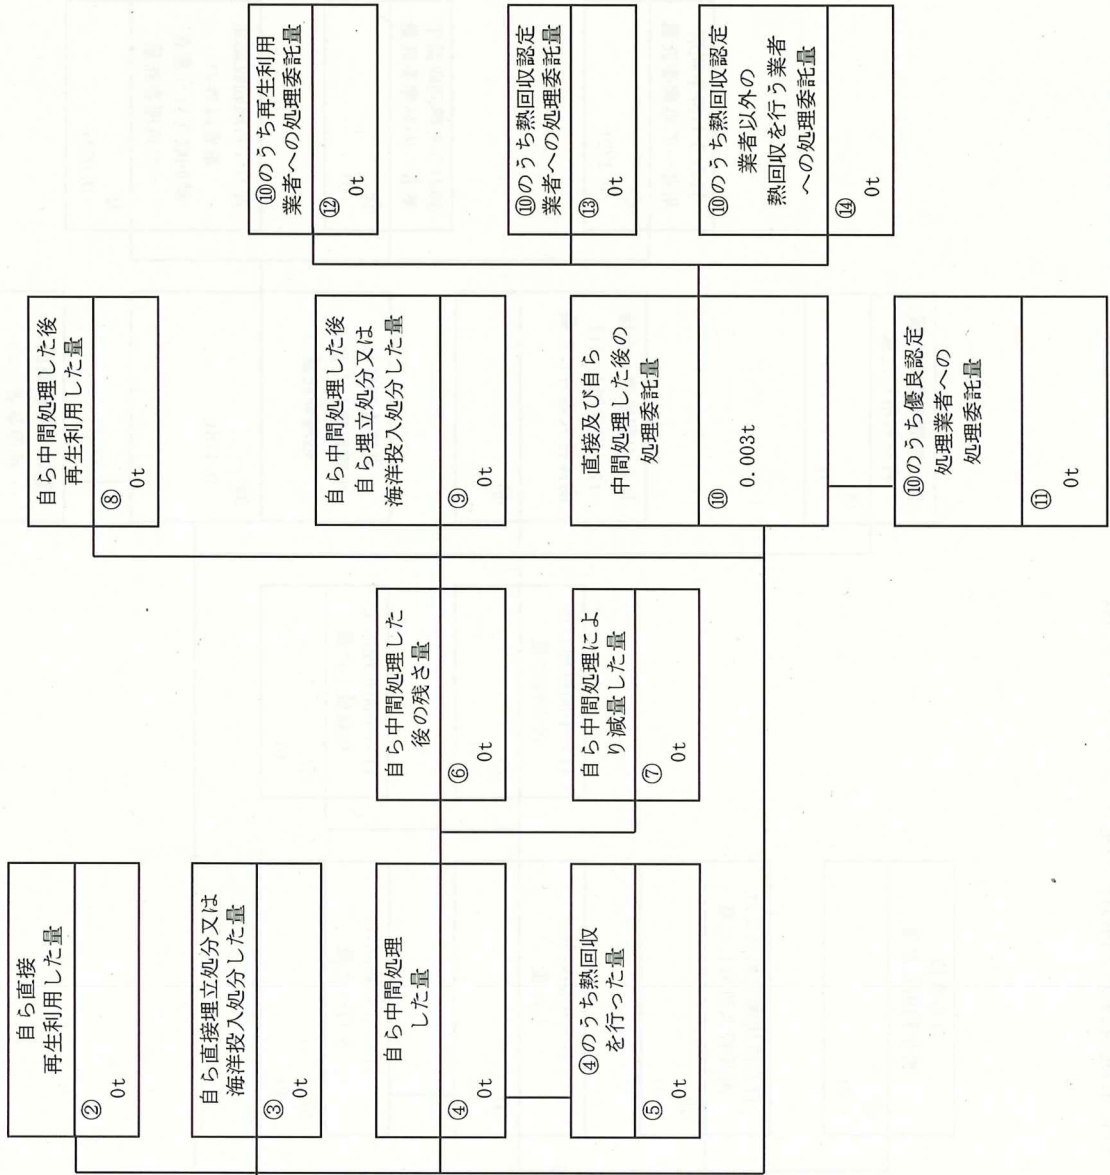 自ら直接
再生利用した量
②
0t
自ら直接埋立処分又は
海洋投入処分した量
③
0t
自ら中間処理
した量
④
0t
④のうち熱回収
を行った量
⑤
0t
自ら中間処理した
後の残さ量
⑥
0t
自ら中間処理によ
り減量した量
⑦
0t
自ら中間処理した後
再生利用した量
⑧
0t
自ら中間処理した後
自ら埋立処分又は
海洋投入処分した量
⑨
0t
直接及び自ら
中間処理した後の
処理委託量
⑩
0.003t
⑩のうち優良認定
処理業者への
処理委託量
⑪
0t
⑩のうち再生利用
業者への処理委託量
⑫
0t
⑩のうち熱回収認定
業者への処理委託量
⑬
0t
⑩のうち熱回収認定
業者以外の
熱回収を行う業者
への処理委託量
⑭
0t